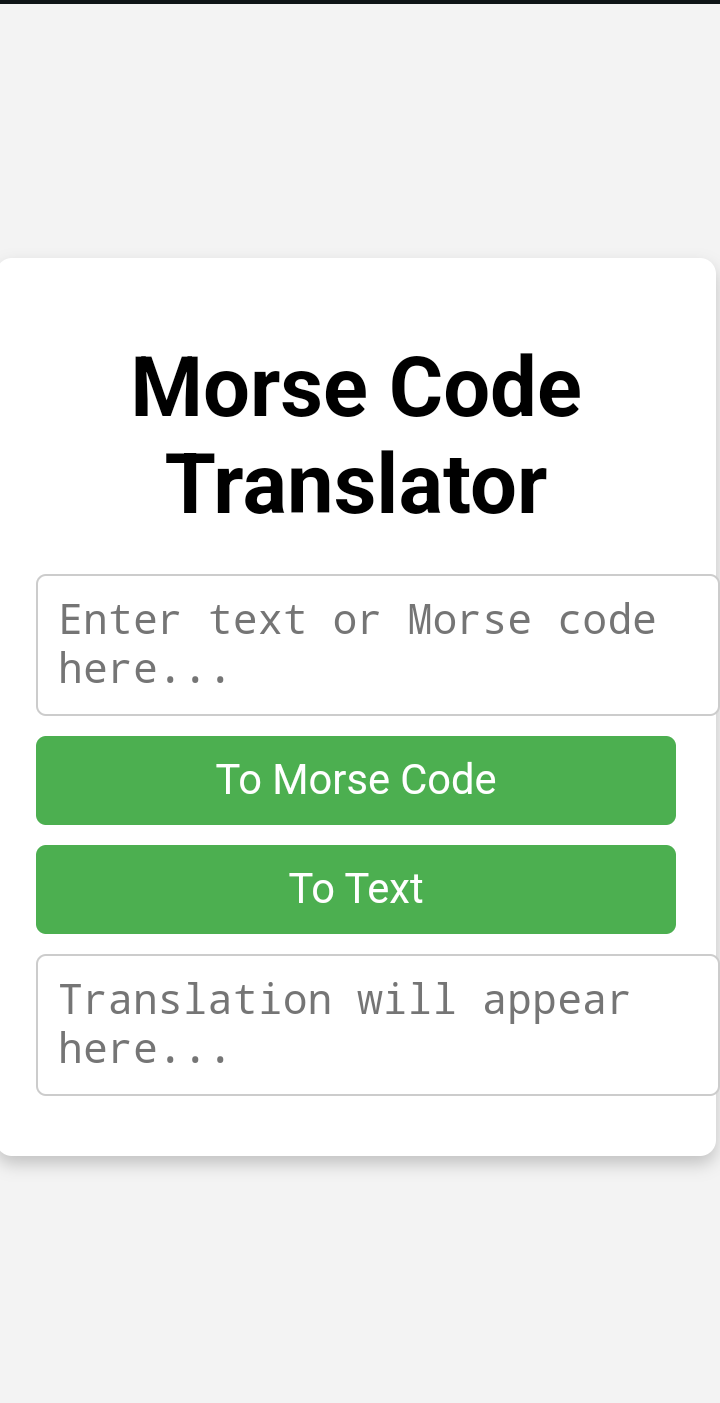 Morse Code
Translator
Enter text or Morse code
here...
To Morse Code
To Text
Translation will appear
here...